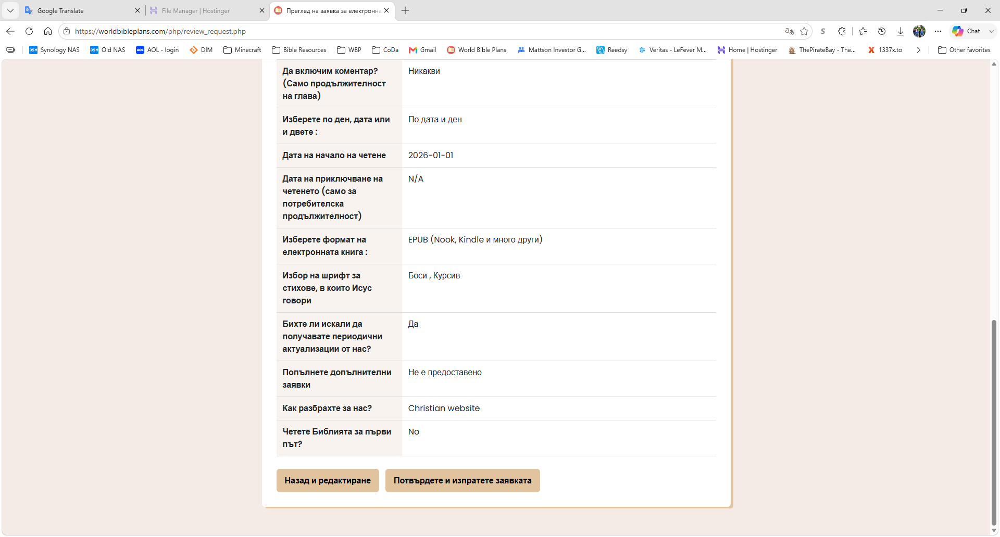 Google Translate
File Manager | Hostinger
Преглед на заявка за електронна
https://worldbibleplans.com/php/review_request.php
Chat
Synology NAS
Old NAS
AOL - login
DIM
Minecraft
Bible Resources
WBP
CoDa
Gmail
World Bible Plans
Mattson Investor G...
Reedsy
Veritas - LeFever M...
Home | Hostinger
ThePirateBay - The...
1337x.to
Other favorites
Да включим коментар?
(Само продължителност
на глава)
Никакви
Изберете по ден, дата или
и двете :
По дата и ден
Дата на начало на четене
2026-01-01
Дата на приключване на
четенето (само за
потребителска
продължителност)
N/A
Изберете формат на
електронната книга :
EPUB (Nook, Kindle и много други)
Избор на шрифт за
стихове, в които Исус
говори
Боси , Курсив
Бихте ли искали да
получавате периодични
актуализации от нас?
Да
Попълнете допълнителни
заявки
Не е предоставено
Как разбрахте за нас?
Christian website
Четете Библията за първи
път?
No
Назад и редактиране
Потвърдете и изпратете заявката